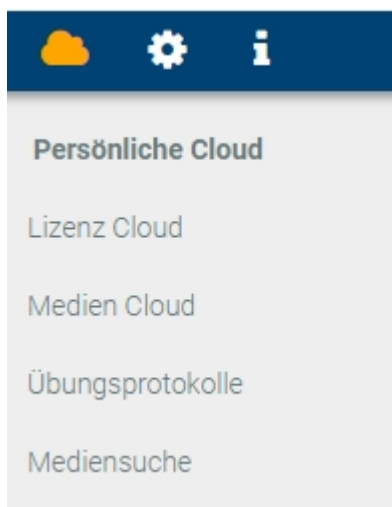 Persönliche Cloud
Lizenz Cloud
Medien Cloud
Übungsprotokolle
Mediensuche